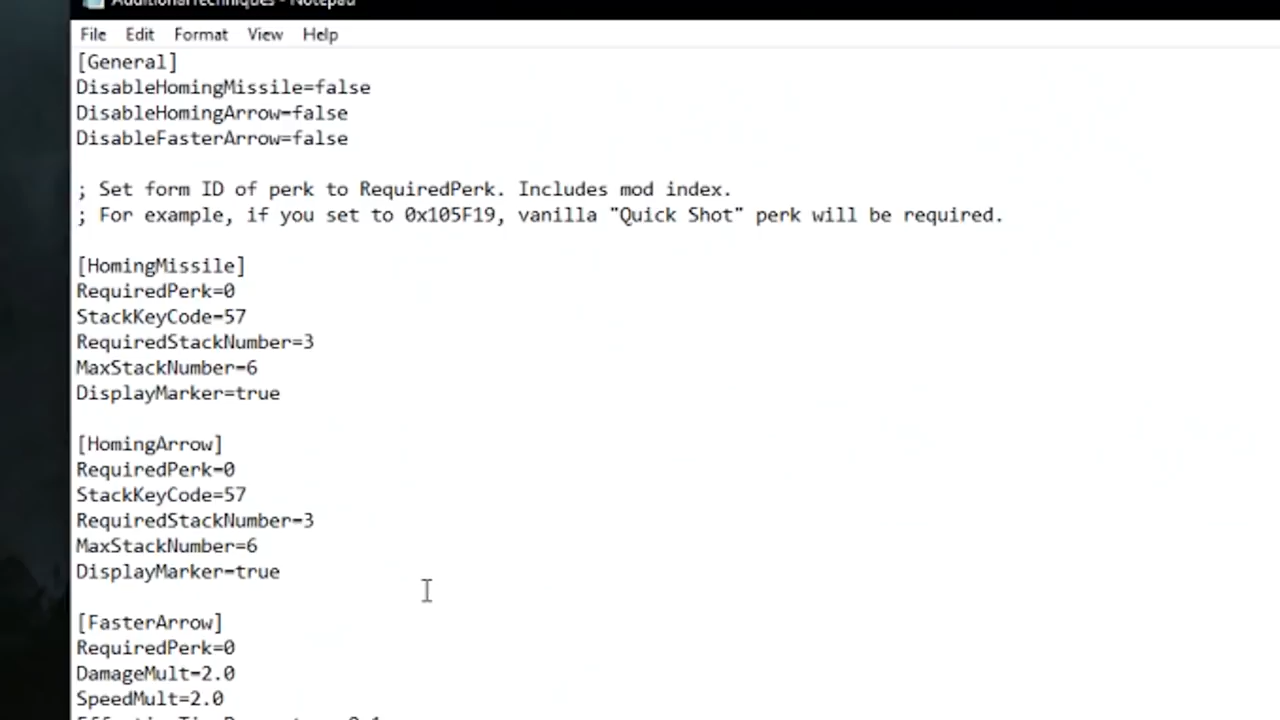 AdditionalTechniques - Notepad
File Edit Format View Help
[General]
DisableHomingMissile=false
DisableHomingArrow=false
DisableFasterArrow=false
; Set form ID of perk to RequiredPerk. Includes mod index.
; For example, if you set to 0x105F19, vanilla "Quick Shot" perk will be required.
[HomingMissile]
RequiredPerk=0
StackKeyCode=57
RequiredStackNumber=3
MaxStackNumber=6
DisplayMarker=true
[HomingArrow]
RequiredPerk=0
StackKeyCode=57
RequiredStackNumber=3
MaxStackNumber=6
DisplayMarker=true
[FasterArrow]
RequiredPerk=0
DamageMult=2.0
SpeedMult=2.0